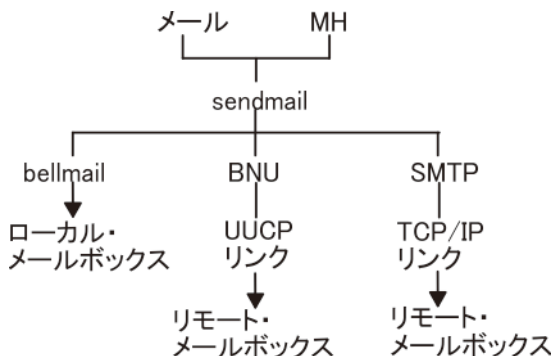 メール
MH
sendmail
bellmail
BNU
SMTP
ローカル・
メールボックス
UUCP
リンク
TCP/IP
リンク
リモート・
メールボックス
リモート・
メールボックス